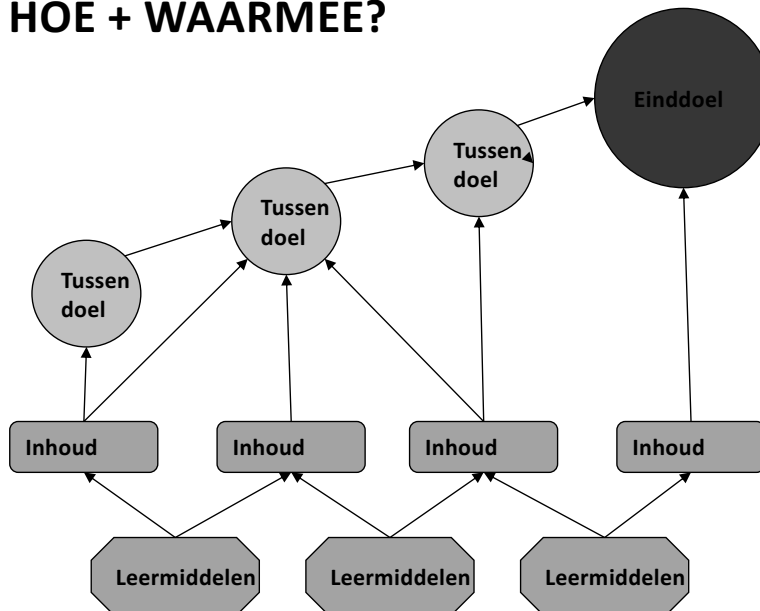 HOE + WAARMEE?
Einddoel
Tussen
doel
Tussen
doel
Tussen
doel
Inhoud
Inhoud
Inhoud
Inhoud
Leermiddelen
Leermiddelen
Leermiddelen